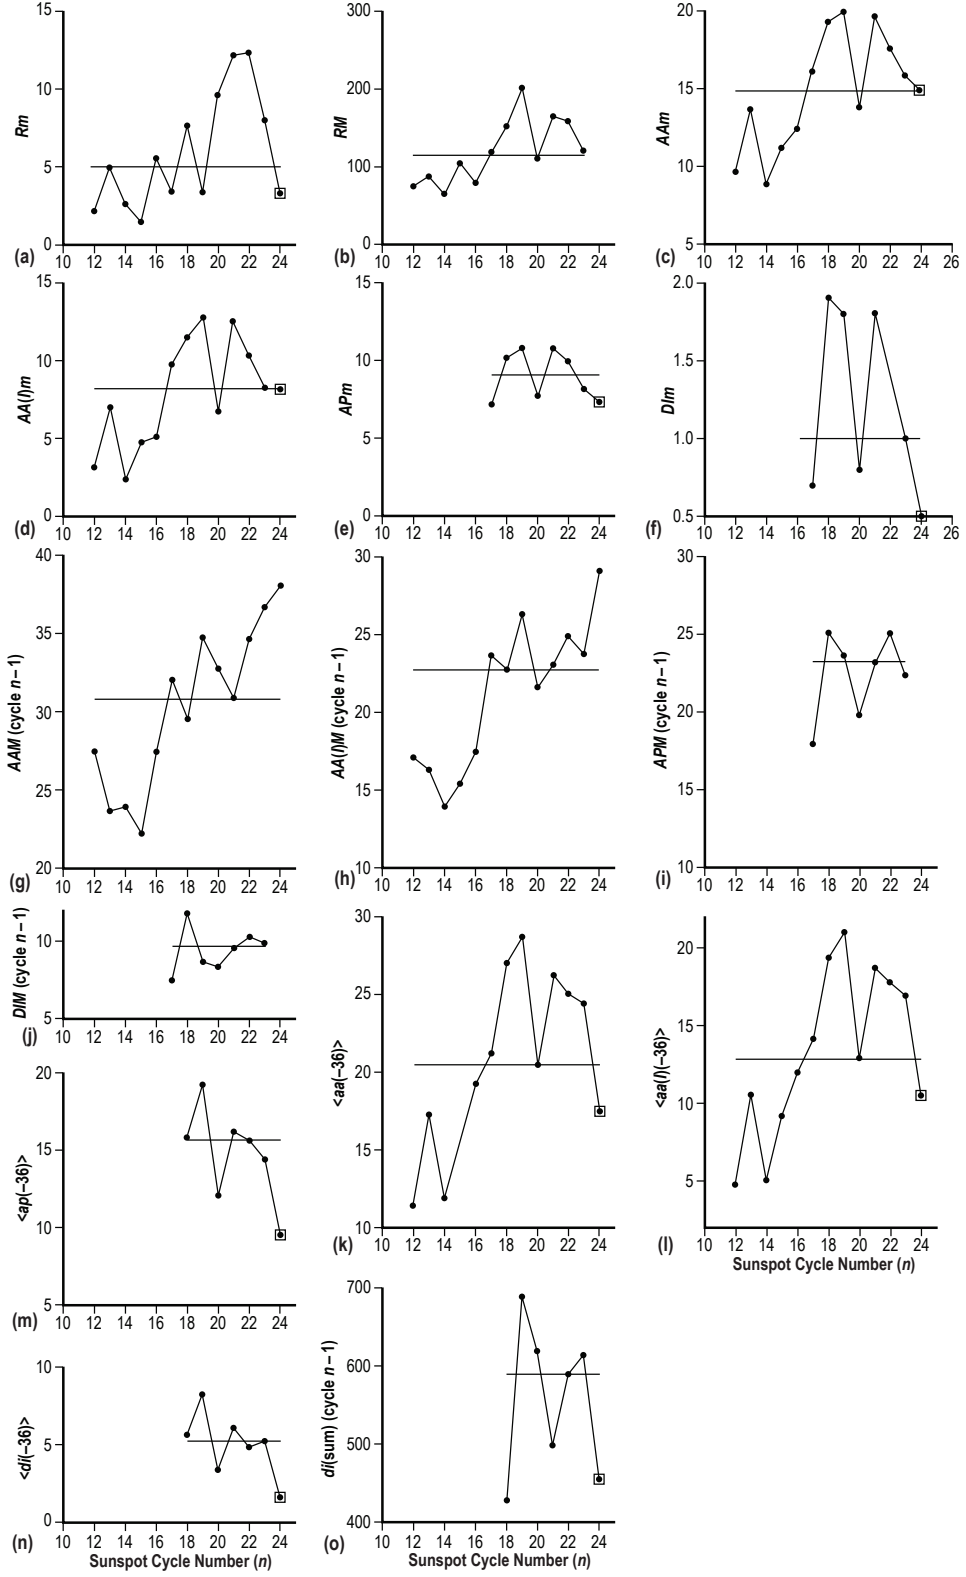 15
10
5
0
Rm
(a)
10 12 14 16 18 20 22 24
300
200
100
0
RM
(b)
10 12 14 16 18 20 22 24
20
15
10
5
AAm
(c)
10 12 14 16 18 20 22 24 26
15
10
5
0
AA(I)m
(d)
10 12 14 16 18 20 22 24
15
10
5
0
APm
(e)
10 12 14 16 18 20 22 24
2.0
1.5
1.0
0.5
DIm
(f)
10 12 14 16 18 20 22 24 26
40
35
30
25
20
AAM (cycle n – 1)
(g)
10 12 14 16 18 20 22 24
30
25
20
15
10
AA(I)M (cycle n – 1)
(h)
10 12 14 16 18 20 22 24
30
25
20
15
10
APM (cycle n – 1)
(i)
10 12 14 16 18 20 22 24
10
5
DIM (cycle n – 1)
(j)
10 12 14 16 18 20 22 24
30
25
20
15
10
<aa(–36)>
(k)
10 12 14 16 18 20 22 24
20
15
10
5
<aa(I)(–36)>
(l)
10 12 14 16 18 20 22 24
Sunspot Cycle Number (n)
20
15
10
5
<ap(–36)>
(m)
10 12 14 16 18 20 22 24
10
5
0
<di(–36)>
(n)
10 12 14 16 18 20 22 24
Sunspot Cycle Number (n)
700
600
500
400
di(sum) (cycle n – 1)
(o)
10 12 14 16 18 20 22 24
Sunspot Cycle Number (n)